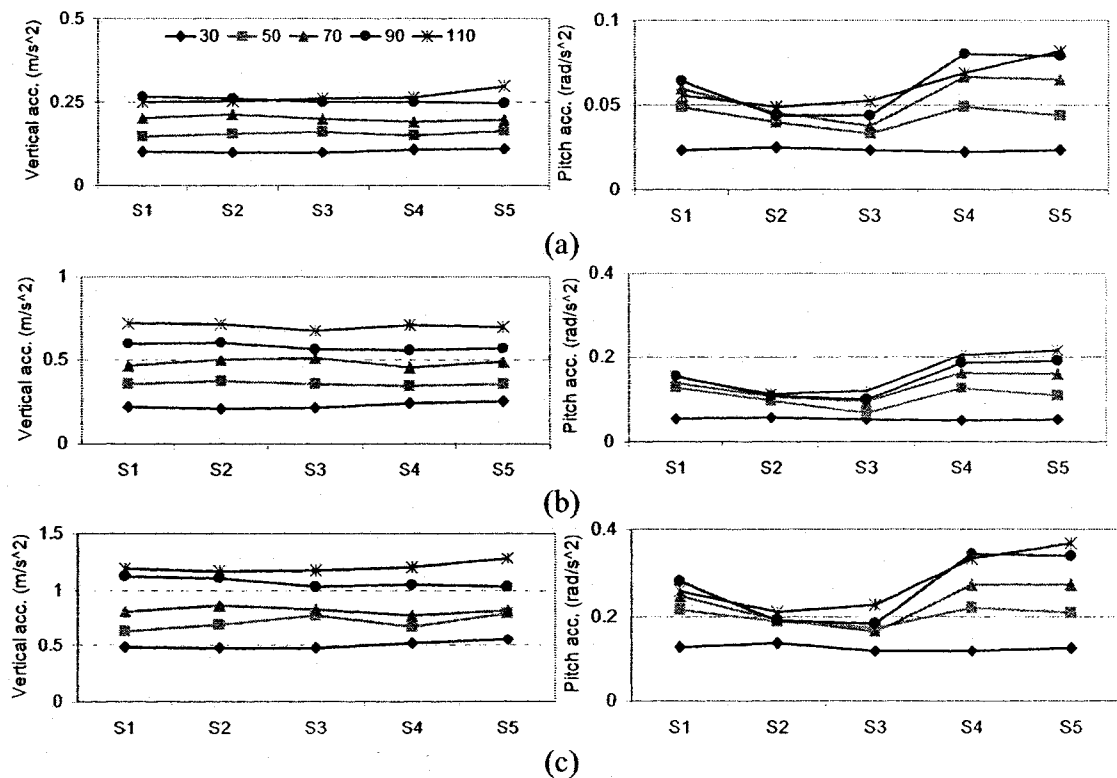 Vertical acc. (m/s^2)
0.5
0.25
0
30 50 70 90 110
S1 S2 S3 S4 S5
Pitch acc. (rad/s^2)
0.1
0.05
0
S1 S2 S3 S4 S5
(a)
Vertical acc. (m/s^2)
1
0.5
0
S1 S2 S3 S4 S5
Pitch acc. (rad/s^2)
0.4
0.2
0
S1 S2 S3 S4 S5
(b)
Vertical acc. (m/s^2)
1.5
1
0.5
0
S1 S2 S3 S4 S5
Pitch acc. (rad/s^2)
0.4
0.2
0
S1 S2 S3 S4 S5
(c)